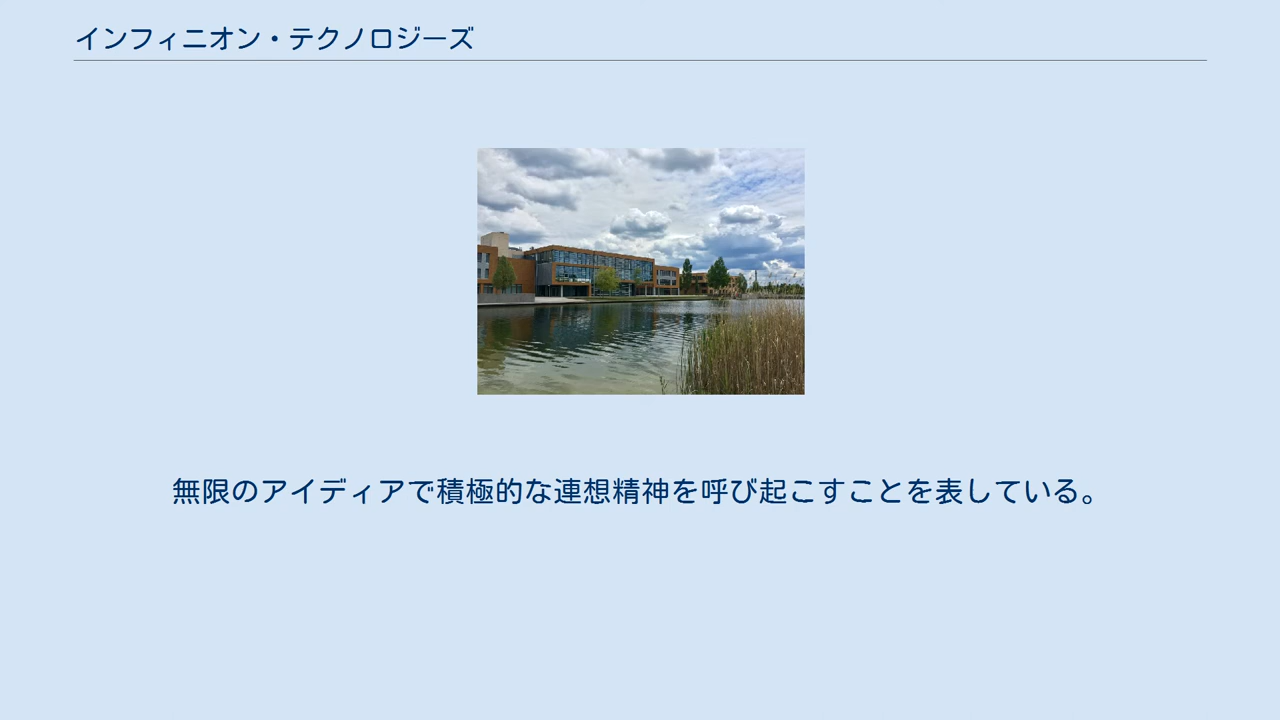 インフィニオン・テクノロジーズ
無限のアイディアで積極的な連想精神を呼び起こすことを表している。